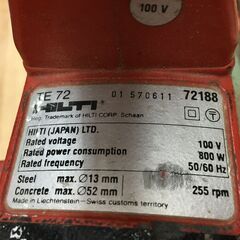 100 V
TE 72 01 570611 72188
HILTI
Reg. Trademark of HILTI CORP. Schaan
HILTI (JAPAN) LTD.
Rated voltage 100 V
Rated power consumption 800 W
Rated frequency 50/60 Hz
Steel max. Ø13 mm
Concrete max. Ø52 mm 255 rpm
Made in Liechtenstein - Swiss customs territory